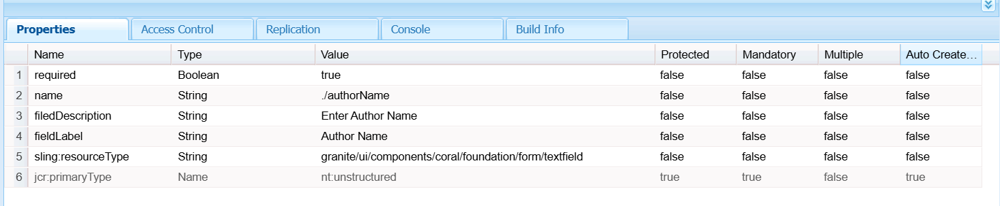 Properties Access Control Replication Console Build Info
Name Type Value Protected Mandatory Multiple Auto Create...
1 required Boolean true false false false false
2 name String ./authorName false false false false
3 filedDescription String Enter Author Name false false false false
4 fieldLabel String Author Name false false false false
5 sling:resourceType String granite/ui/components/coral/foundation/form/textfield false false false false
6 jcr:primaryType Name nt:unstructured true true false true